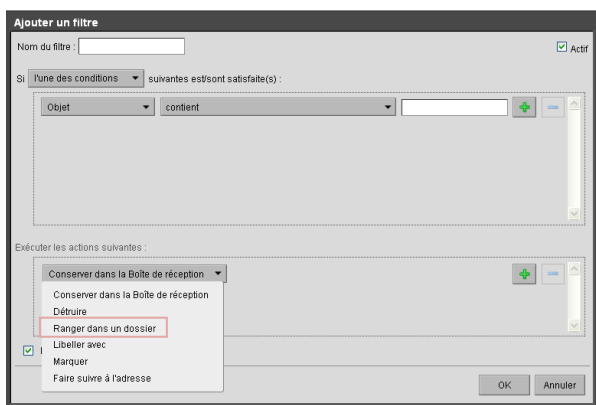 Ajouter un filtre
Nom du filtre :
Actif
Si l'une des conditions suivantes est/sont satisfaite(s) :
Objet contient
Exécuter les actions suivantes :
Conserver dans la Boîte de réception
Conserver dans la Boîte de réception
Détruire
Ranger dans un dossier
Libeller avec
Marquer
Faire suivre à l'adresse
OK Annuler